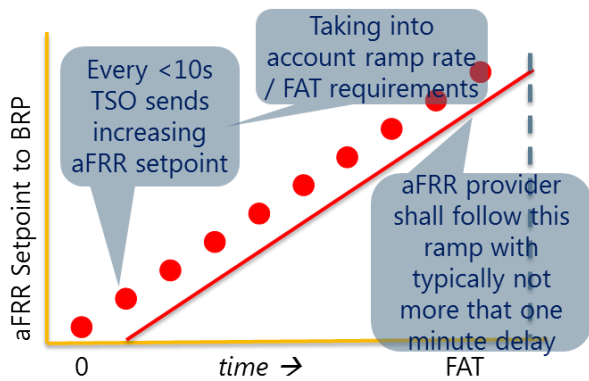 Taking into
account ramp rate
/ FAT requirements
Every <10s
TSO sends
increasing
aFRR setpoint
aFRR provider
shall follow this
ramp with
typically not
more that one
minute delay
aFRR Setpoint to BRP
0
time →
FAT